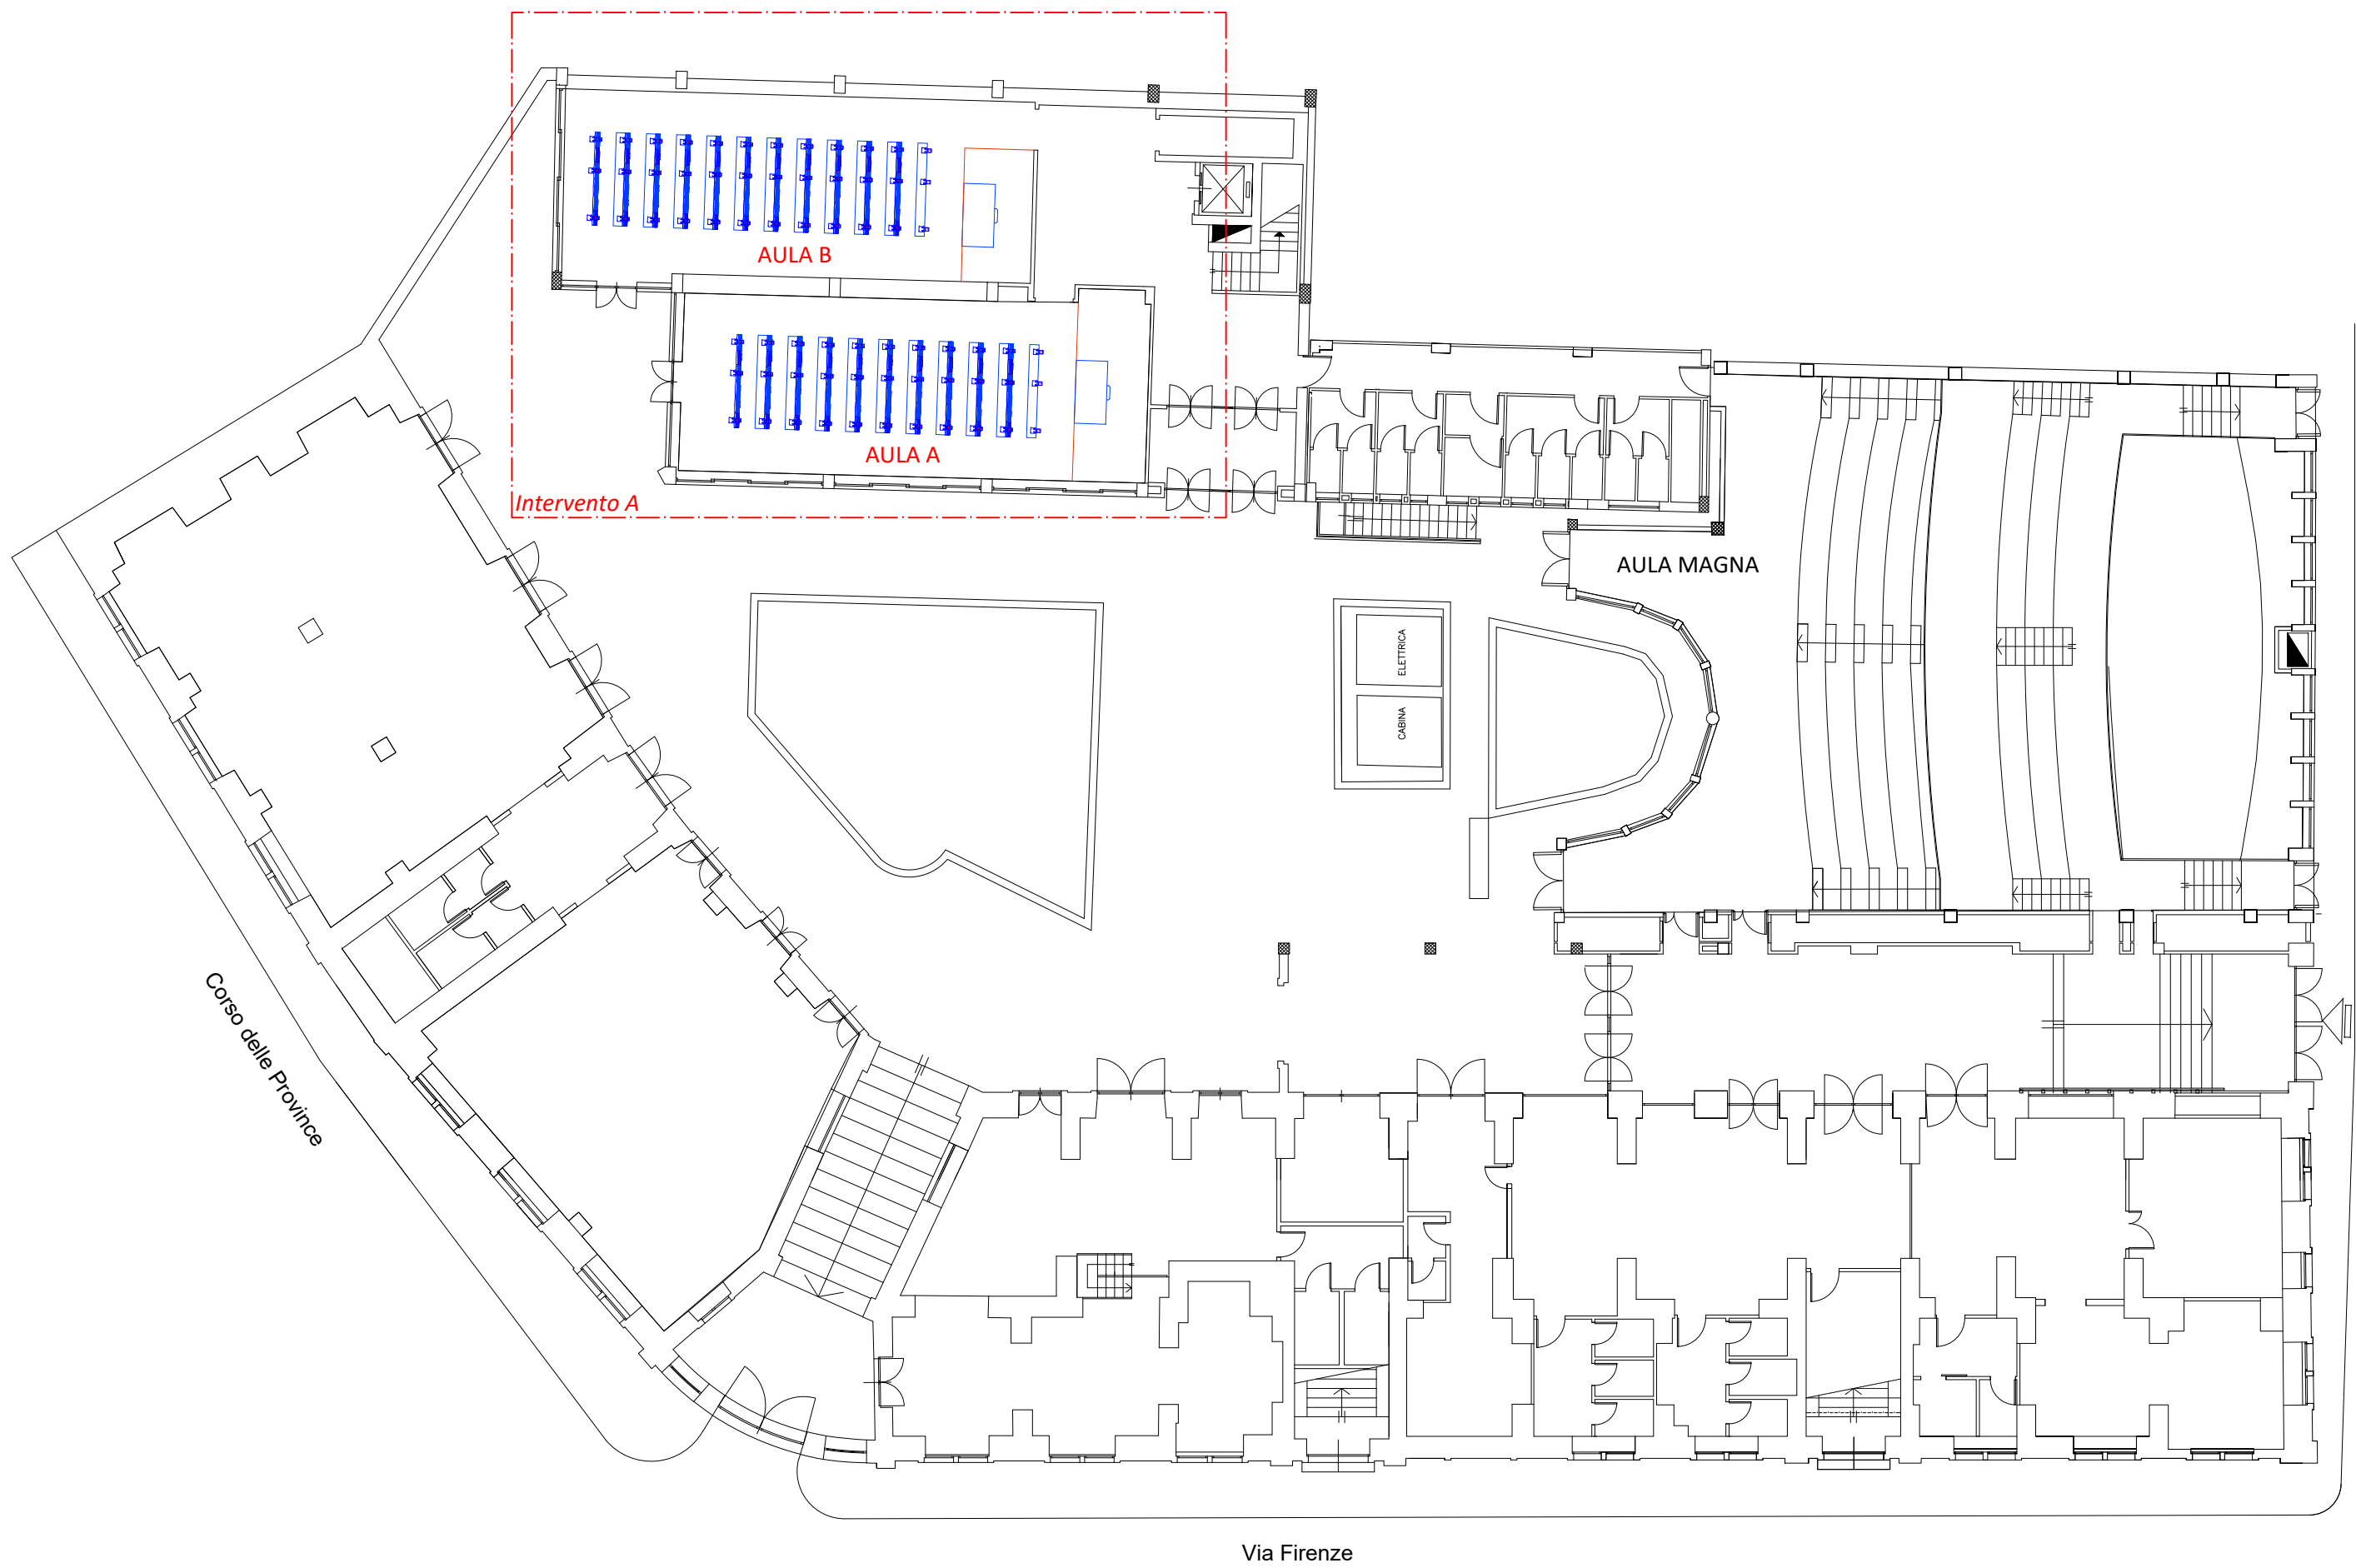 AULA B
AULA A
Intervento A
AULA MAGNA
ELETTRICA
CABINA
Corso delle Province
Via Firenze